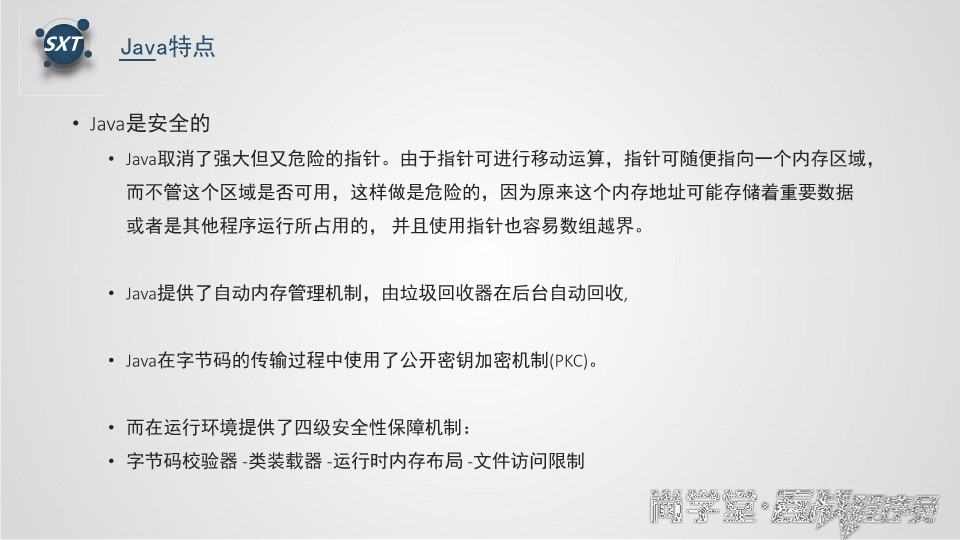 SXT
Java特点
• Java是安全的
• Java取消了强大但又危险的指针。由于指针可进行移动运算，指针可随便指向一个内存区域，
而不管这个区域是否可用，这样做是危险的，因为原来这个内存地址可能存储着重要数据
或者是其他程序运行所占用的， 并且使用指针也容易数组越界。
• Java提供了自动内存管理机制，由垃圾回收器在后台自动回收,
• Java在字节码的传输过程中使用了公开密钥加密机制(PKC)。
• 而在运行环境提供了四级安全性保障机制：
• 字节码校验器 -类装载器 -运行时内存布局 -文件访问限制
尚学堂·百战程序员